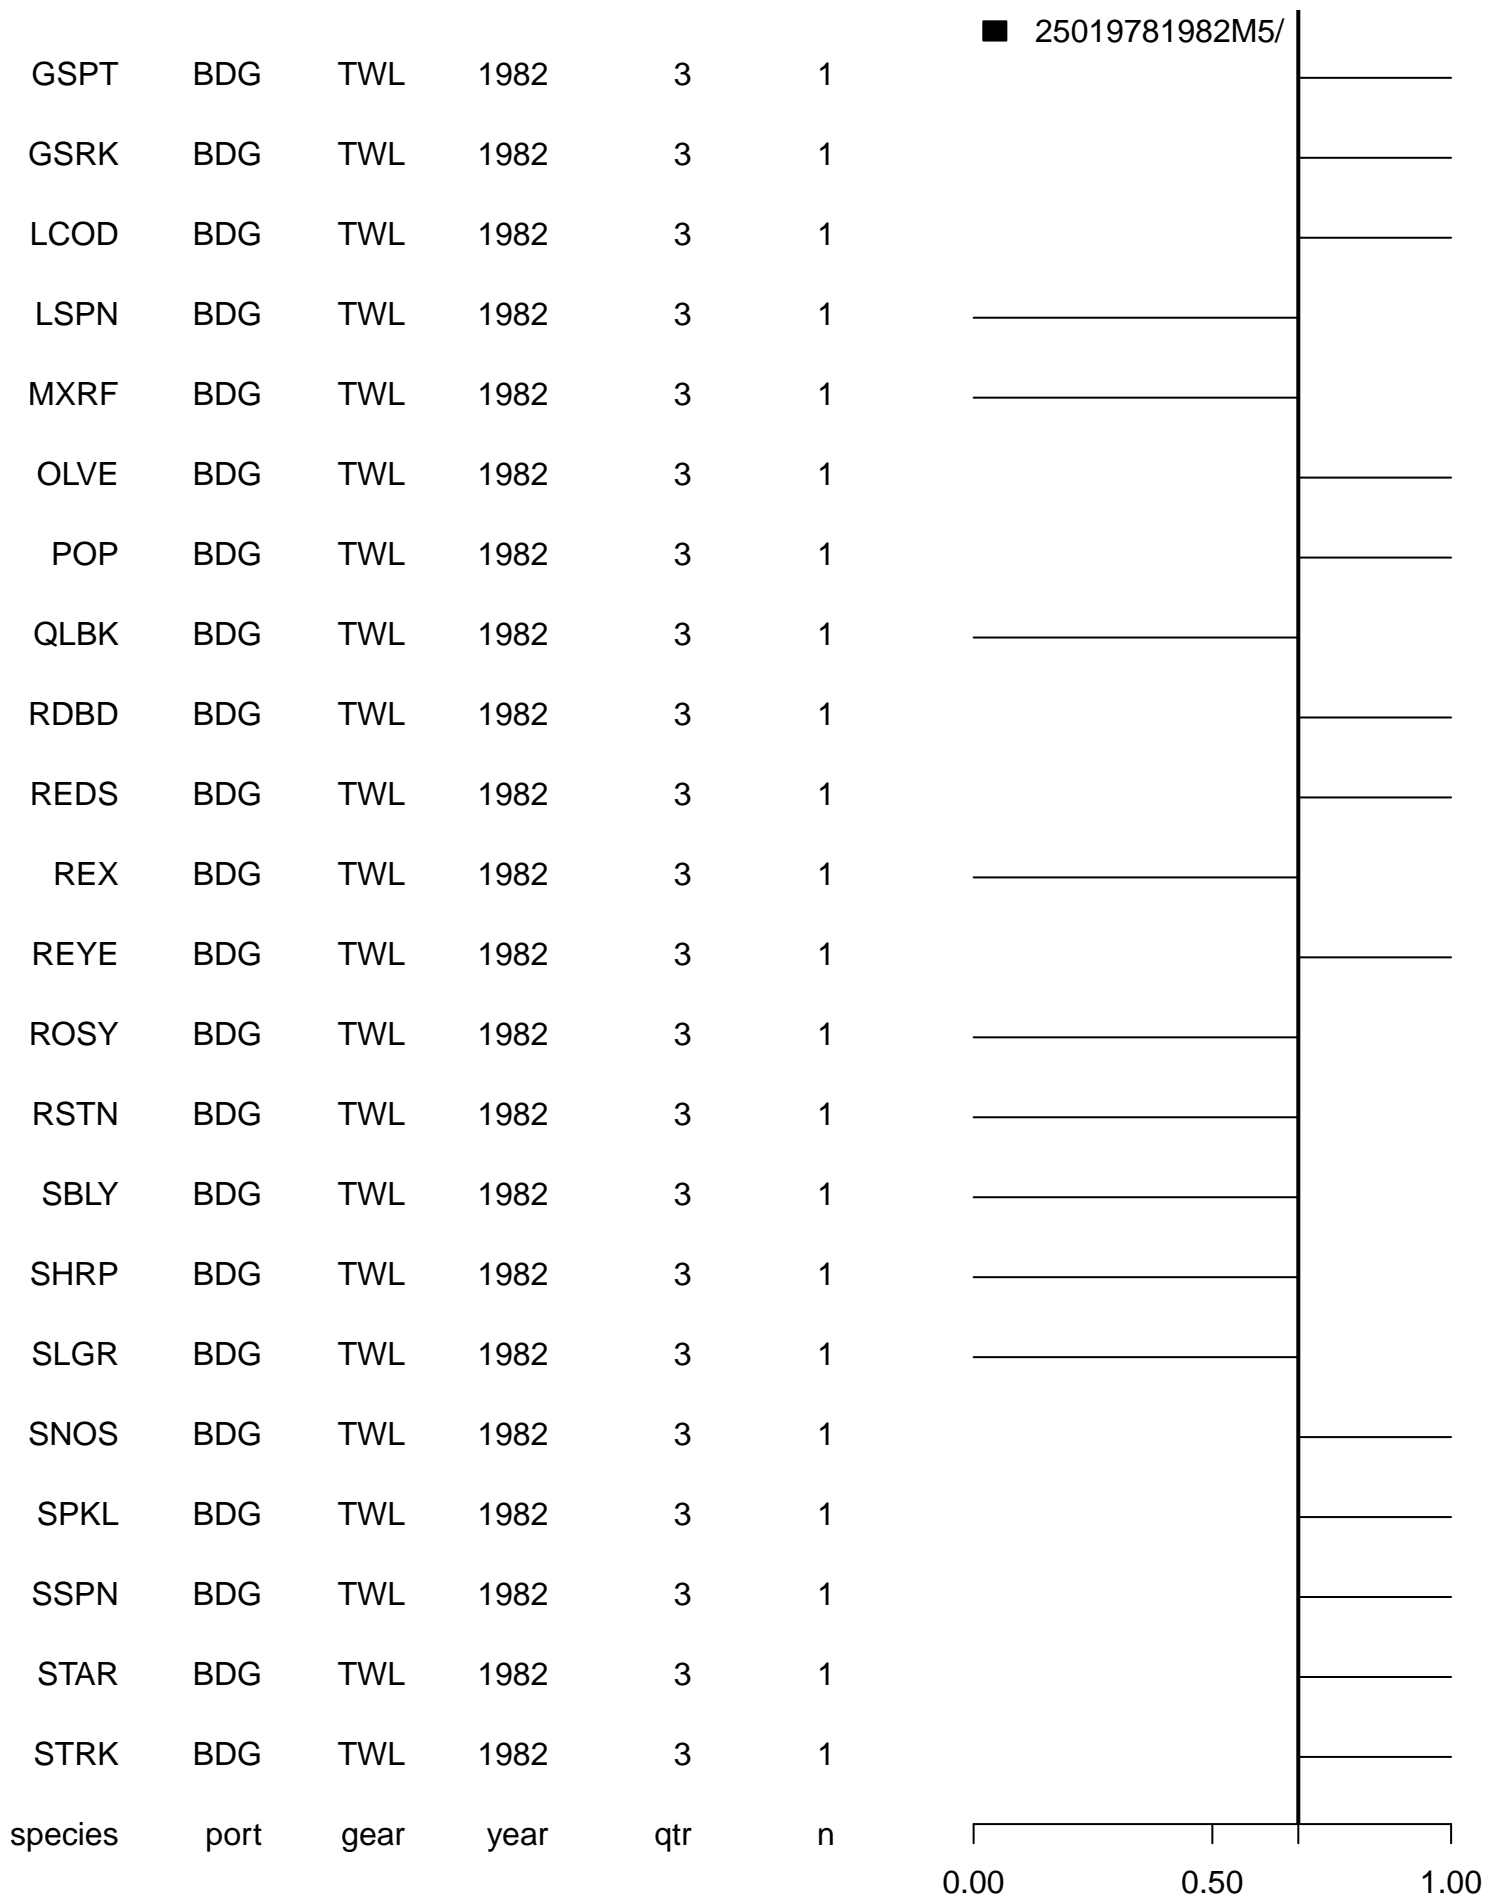 25019781982M5/
GSPT BDG TWL 1982 3 1
GSRK BDG TWL 1982 3 1
LCOD BDG TWL 1982 3 1
LSPN BDG TWL 1982 3 1
MXRF BDG TWL 1982 3 1
OLVE BDG TWL 1982 3 1
POP BDG TWL 1982 3 1
QLBK BDG TWL 1982 3 1
RDBD BDG TWL 1982 3 1
REDS BDG TWL 1982 3 1
REX BDG TWL 1982 3 1
REYE BDG TWL 1982 3 1
ROSY BDG TWL 1982 3 1
RSTN BDG TWL 1982 3 1
SBLY BDG TWL 1982 3 1
SHRP BDG TWL 1982 3 1
SLGR BDG TWL 1982 3 1
SNOS BDG TWL 1982 3 1
SPKL BDG TWL 1982 3 1
SSPN BDG TWL 1982 3 1
STAR BDG TWL 1982 3 1
STRK BDG TWL 1982 3 1
species port gear year qtr n
0.00 0.50 1.00